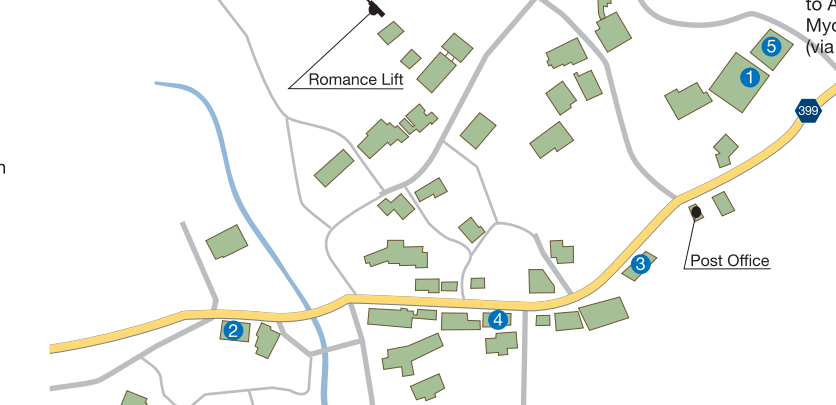 to A
Myo
(via
5
Romance Lift
1
399
n
Post Office
3
4
2